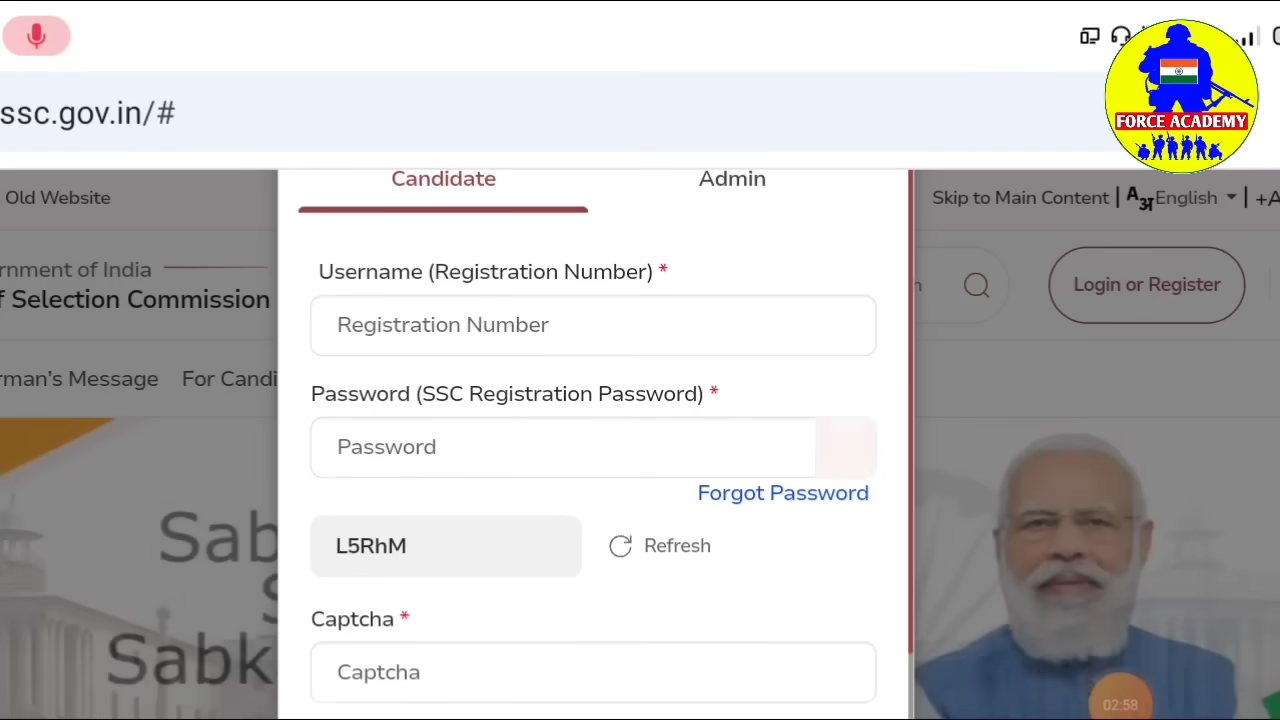 ssc.gov.in/#
FORCE ACADEMY
Candidate
Admin
Old Website
Skip to Main Content | Aअ English | +A
rnment of India
f Selection Commission
Login or Register
Username (Registration Number) *
Registration Number
rman's Message For Candi
Password (SSC Registration Password) *
Password
Forgot Password
Sab
S
Sabk
L5RhM
Refresh
Captcha *
Captcha
02:58